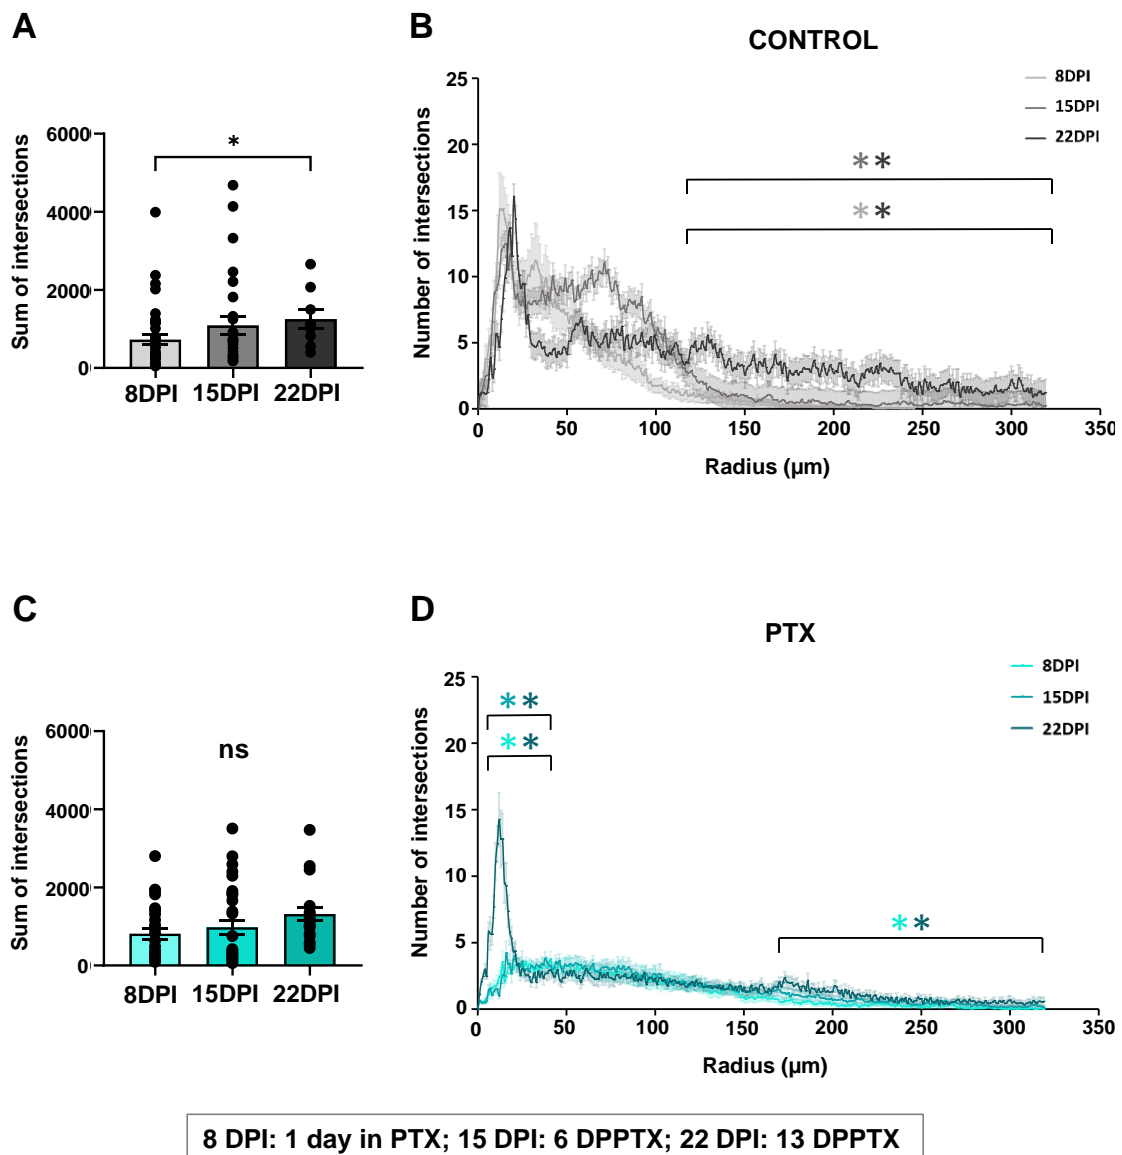 A
B
CONTROL
25
20
15
10
5
0
Number of intersections
8DPI
15DPI
22DPI
**
**
0
50
100
150
200
250
300
350
Radius (µm)
6000
4000
2000
0
Sum of intersections
*
8DPI
15DPI
22DPI
C
D
PTX
25
20
15
10
5
0
Number of intersections
8DPI
15DPI
22DPI
**
**
**
0
50
100
150
200
250
300
350
Radius (µm)
6000
4000
2000
0
Sum of intersections
ns
8DPI
15DPI
22DPI
8 DPI: 1 day in PTX; 15 DPI: 6 DPPTX; 22 DPI: 13 DPPTX